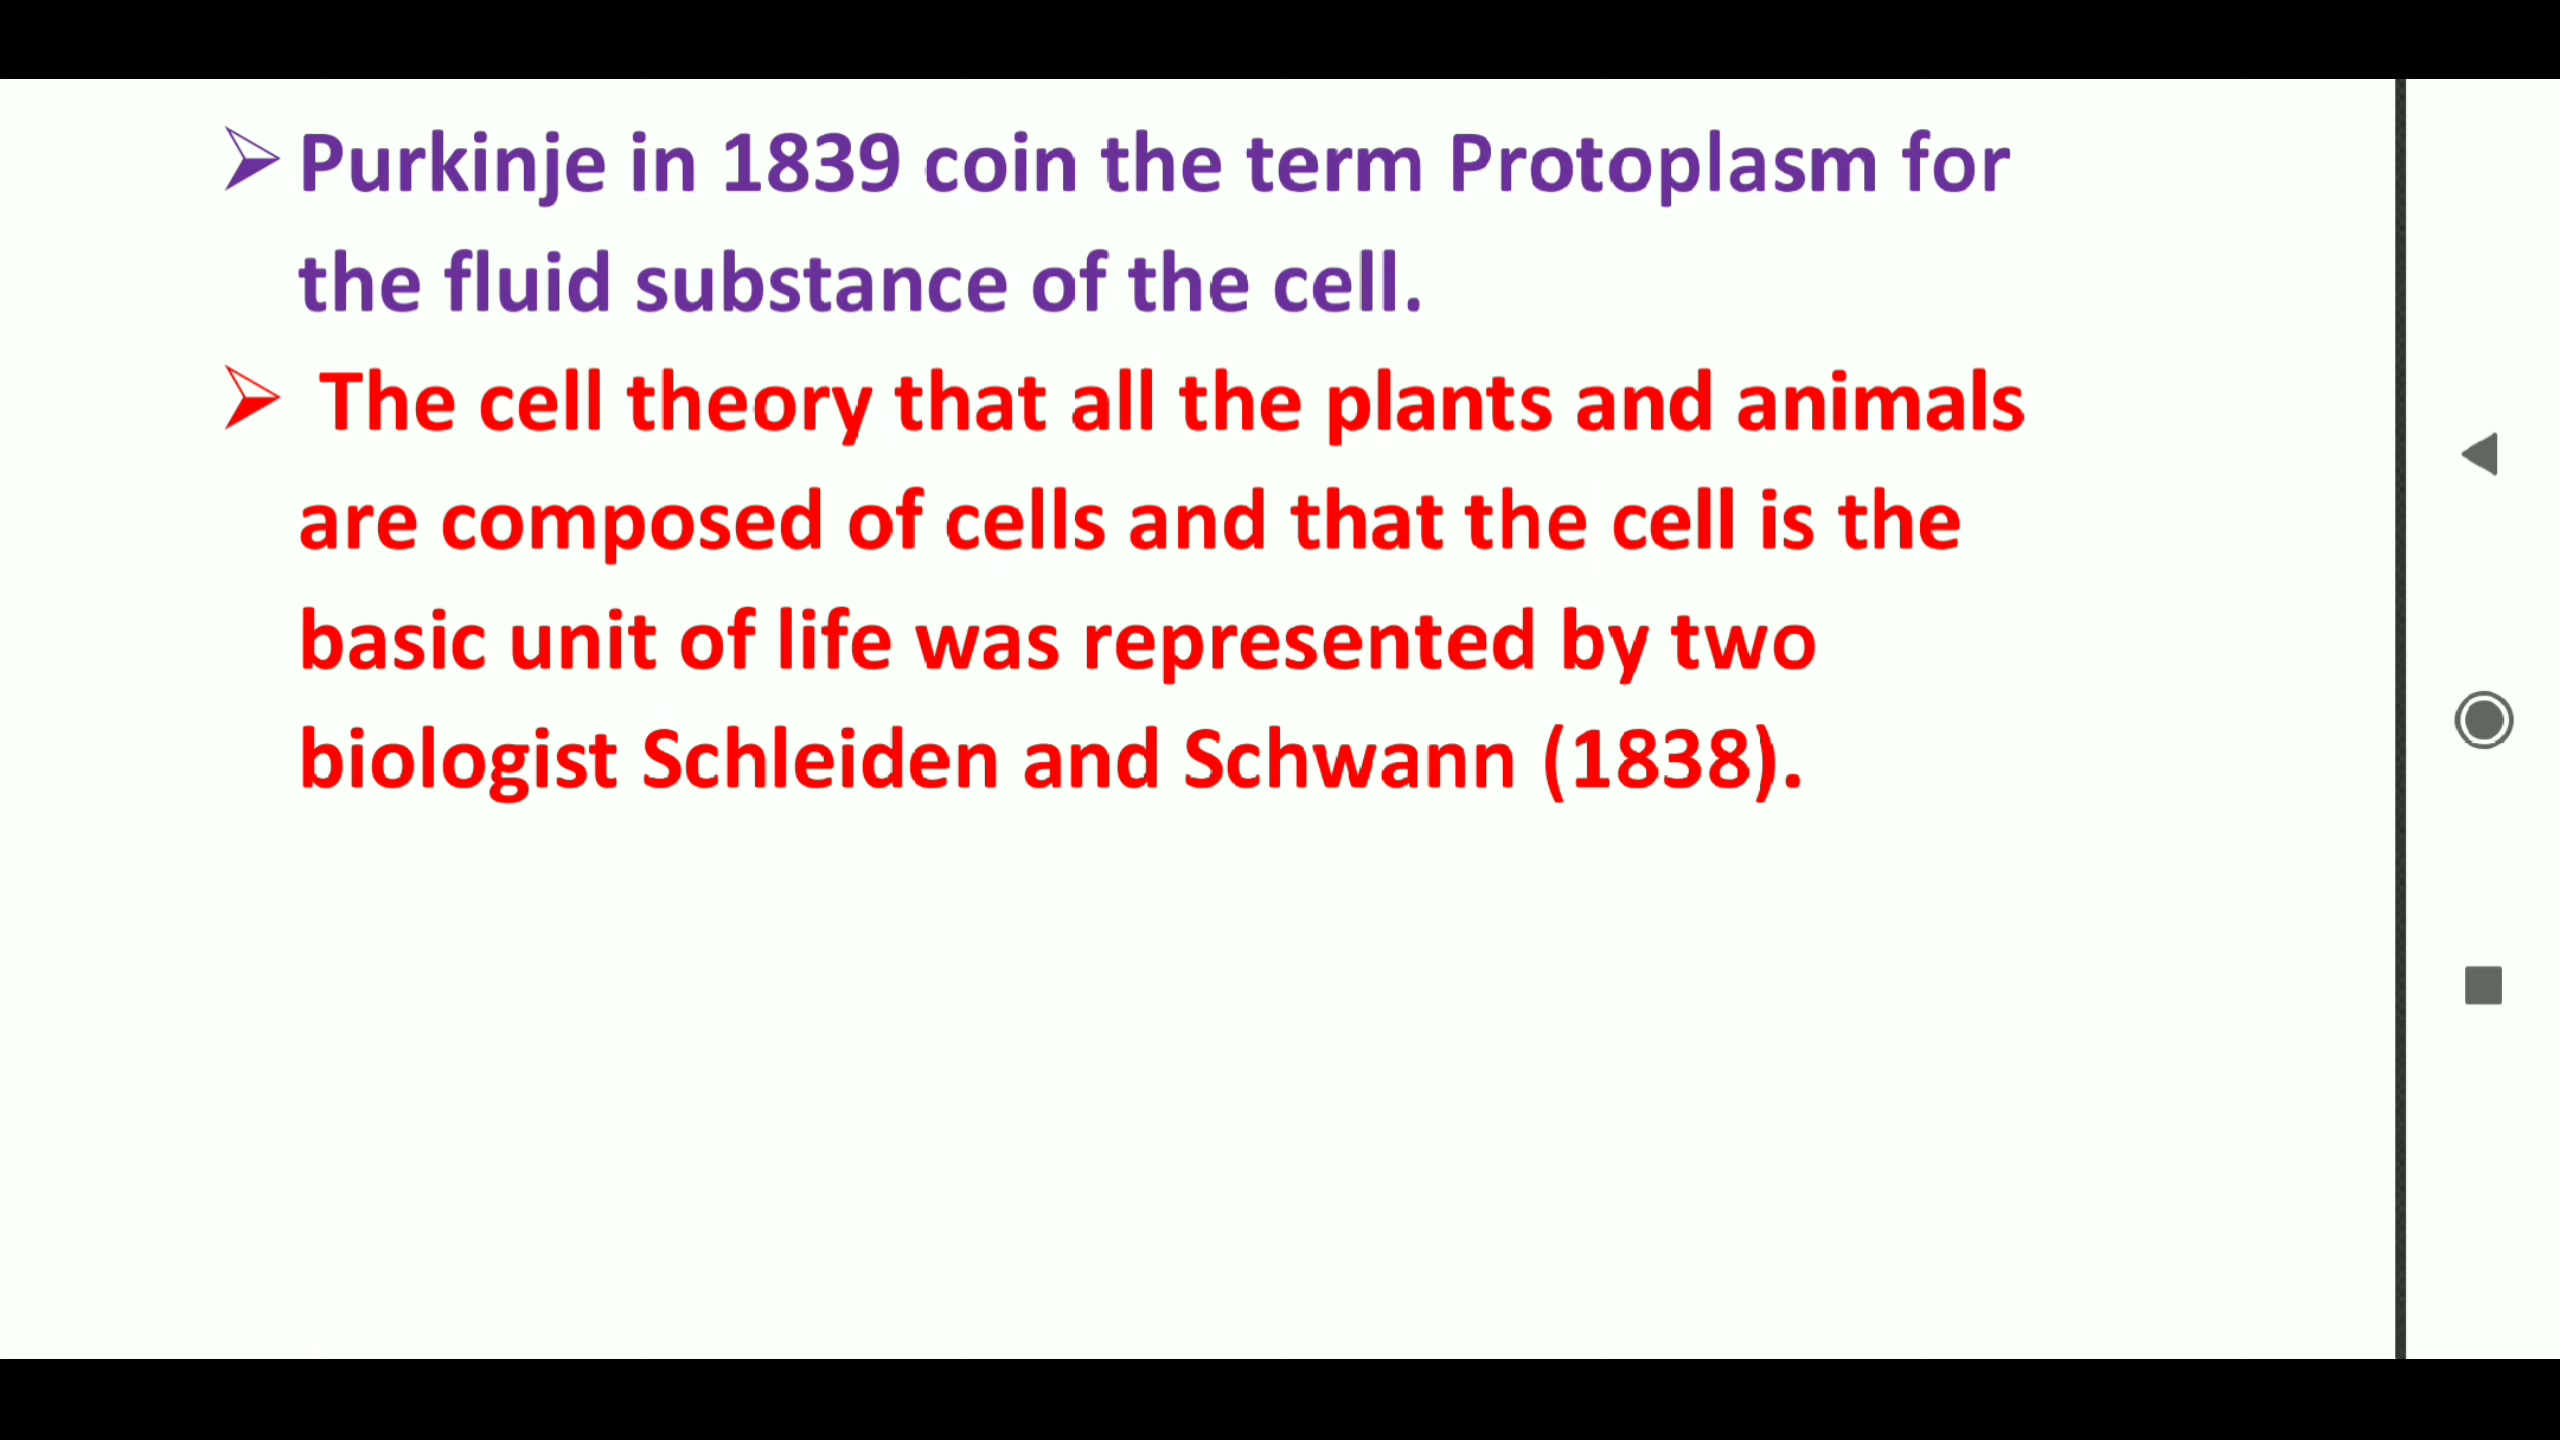 ➢ Purkinje in 1839 coin the term Protoplasm for
the fluid substance of the cell.
➢ The cell theory that all the plants and animals
are composed of cells and that the cell is the
basic unit of life was represented by two
biologist Schleiden and Schwann (1838).